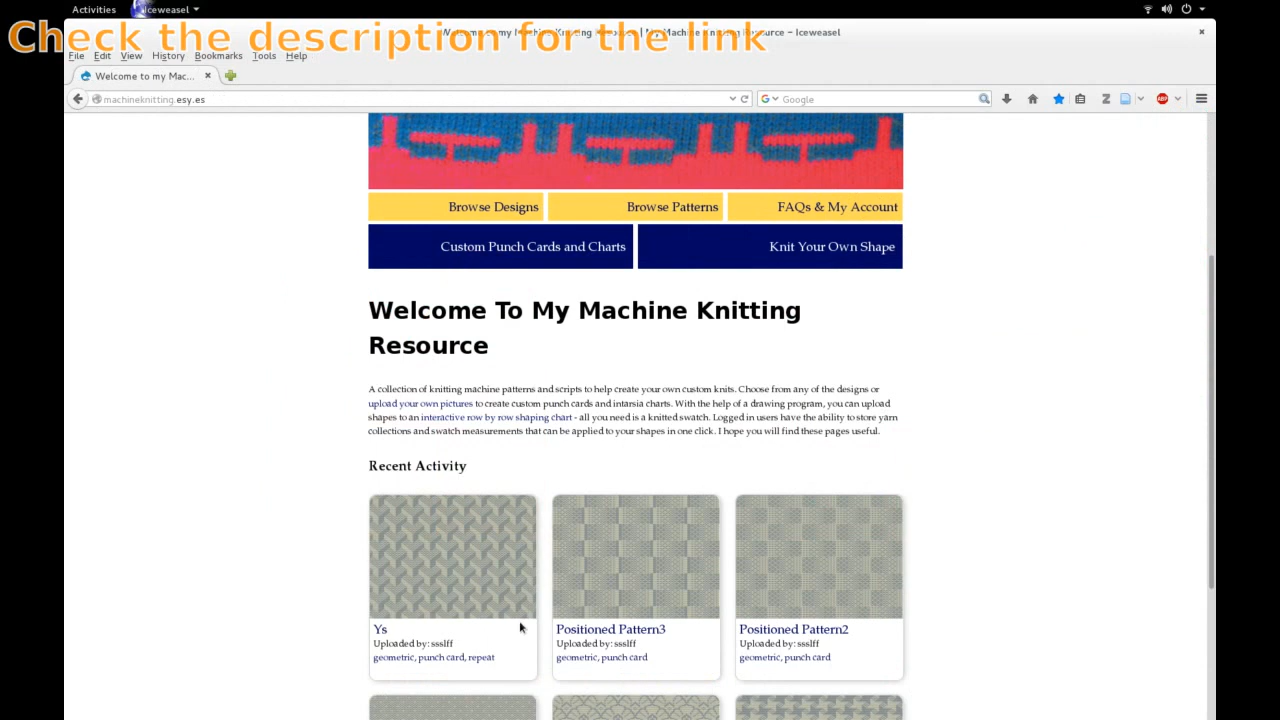 Activities Iceweasel
Check the description for the link
Resource | My Machine Knitting Resource - Iceweasel
File Edit View History Bookmarks Tools Help
Welcome to my Mac...
machineknitting.esy.es
Google
ABP
Browse Designs
Browse Patterns
FAQs & My Account
Custom Punch Cards and Charts
Knit Your Own Shape
Welcome To My Machine Knitting
Resource
A collection of knitting machine patterns and scripts to help create your own custom knits. Choose from any of the designs or
upload your own pictures to create custom punch cards and intarsia charts. With the help of a drawing program, you can upload
shapes to an interactive row by row shaping chart - all you need is a knitted swatch. Logged in users have the ability to store yarn
collections and swatch measurements that can be applied to your shapes in one click. I hope you will find these pages useful.
Recent Activity
Ys
Uploaded by: ssslff
geometric, punch card, repeat
Positioned Pattern3
Uploaded by: ssslff
geometric, punch card
Positioned Pattern2
Uploaded by: ssslff
geometric, punch card